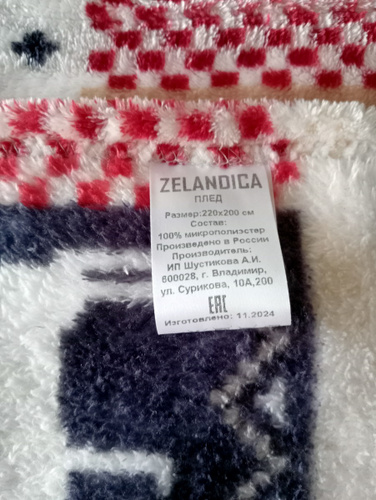 ZELANDICA
ПЛЕД
Размер:220x200 см
Состав:
100% микрополиэстер
Произведено в России
Производитель:
ИП Шустикова А.И.
600028, г. Владимир,
ул. Сурикова, 10А,200
EAC
Изготовлено: 11.2024